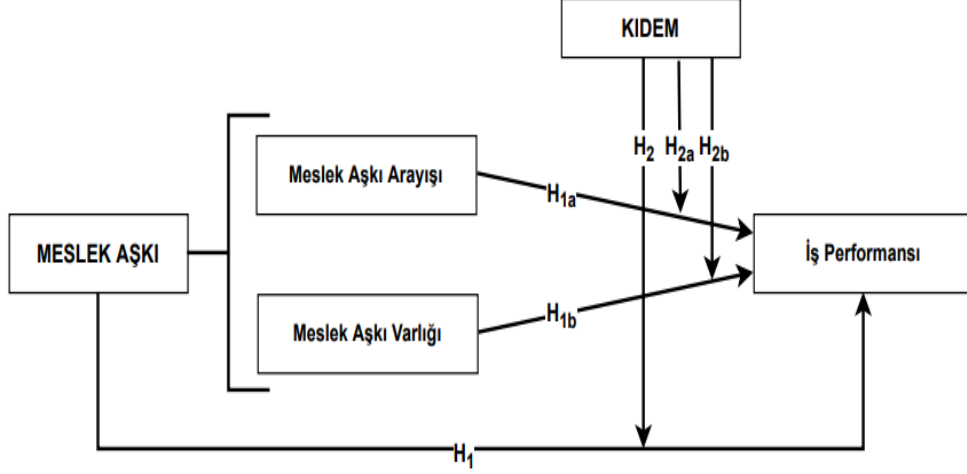 KIDEM
H2 H2a H2b
Meslek Aşkı Arayışı
H1a
MESLEK AŞKI
İş Performansı
Meslek Aşkı Varlığı
H1b
H1